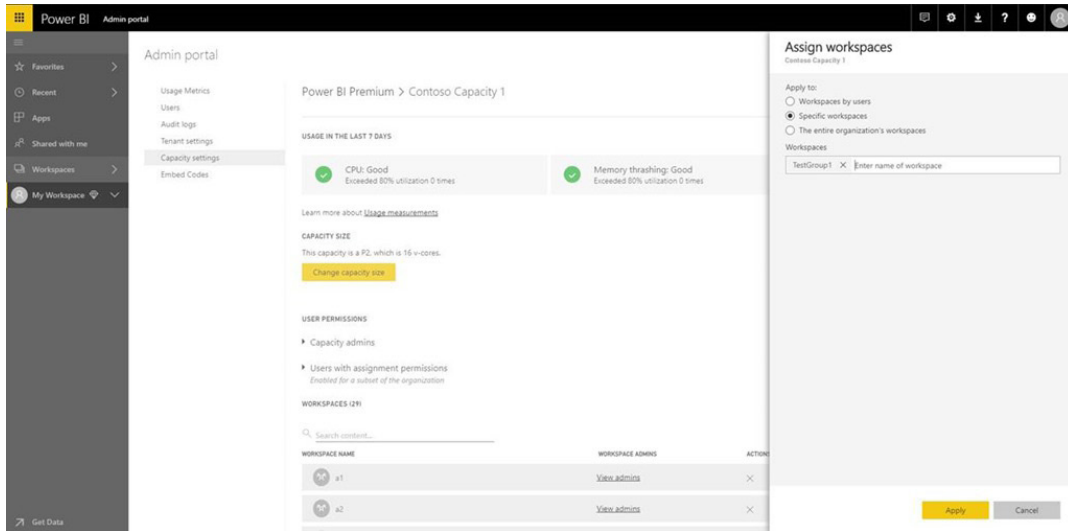 Power BI Admin portal
Favorites
Recent
Apps
Shared with me
Workspaces
My Workspace
Get Data
Admin portal
Usage Metrics
Users
Audit logs
Tenant settings
Capacity settings
Embed Codes
Power BI Premium > Contoso Capacity 1
USAGE IN THE LAST 7 DAYS
CPU: Good
Exceeded 80% utilization 0 times
Memory thrashing: Good
Exceeded 80% utilization 0 times
Learn more about Usage measurements
CAPACITY SIZE
This capacity is a P2, which is 16 v-cores.
Change capacity size
USER PERMISSIONS
Capacity admins
Users with assignment permissions
Enabled for a subset of the organization
WORKSPACES (29)
Search content...
WORKSPACE NAME WORKSPACE ADMINS ACTIONS
a1 View admins
a2 View admins
Assign workspaces
Contoso Capacity 1
Apply to:
Workspaces by users
Specific workspaces
The entire organization's workspaces
Workspaces
TestGroup1 X Enter name of workspace
Apply Cancel